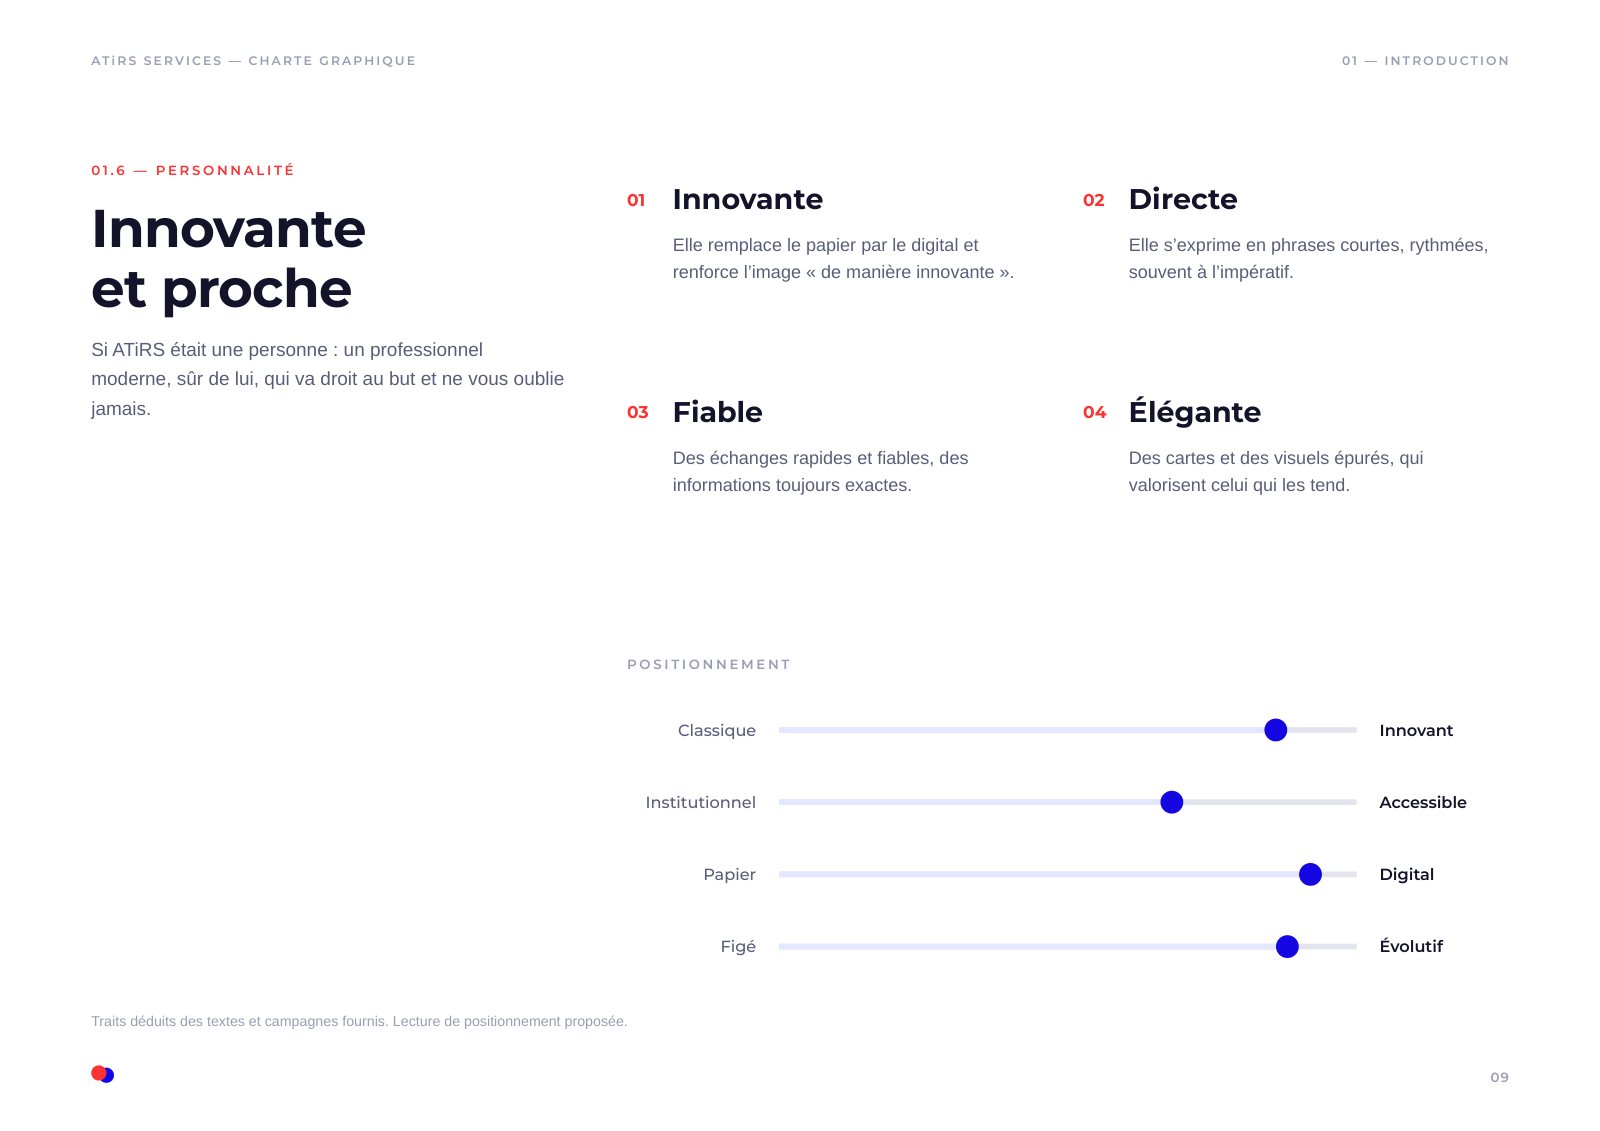 ATiRS SERVICES — CHARTE GRAPHIQUE
01 — INTRODUCTION
01.6 — PERSONNALITÉ
Innovante
et proche
Si ATiRS était une personne : un professionnel
moderne, sûr de lui, qui va droit au but et ne vous oublie
jamais.
01 Innovante
Elle remplace le papier par le digital et
renforce l’image « de manière innovante ».
02 Directe
Elle s’exprime en phrases courtes, rythmées,
souvent à l’impératif.
03 Fiable
Des échanges rapides et fiables, des
informations toujours exactes.
04 Élégante
Des cartes et des visuels épurés, qui
valorisent celui qui les tend.
POSITIONNEMENT
Classique Innovant
Institutionnel Accessible
Papier Digital
Figé Évolutif
Traits déduits des textes et campagnes fournis. Lecture de positionnement proposée.
09